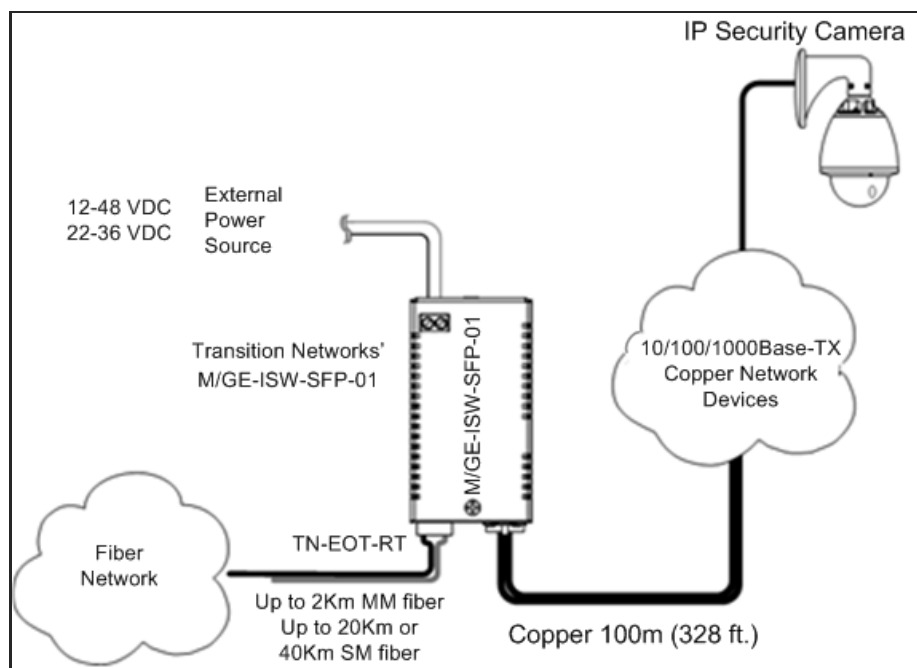 IP Security Camera
12-48 VDC
22-36 VDC
External
Power
Source
Transition Networks'
M/GE-ISW-SFP-01
M/GE-ISW-SFP-01
10/100/1000Base-TX
Copper Network
Devices
Fiber
Network
TN-EOT-RT
Up to 2Km MM fiber
Up to 20Km or
40Km SM fiber
Copper 100m (328 ft.)